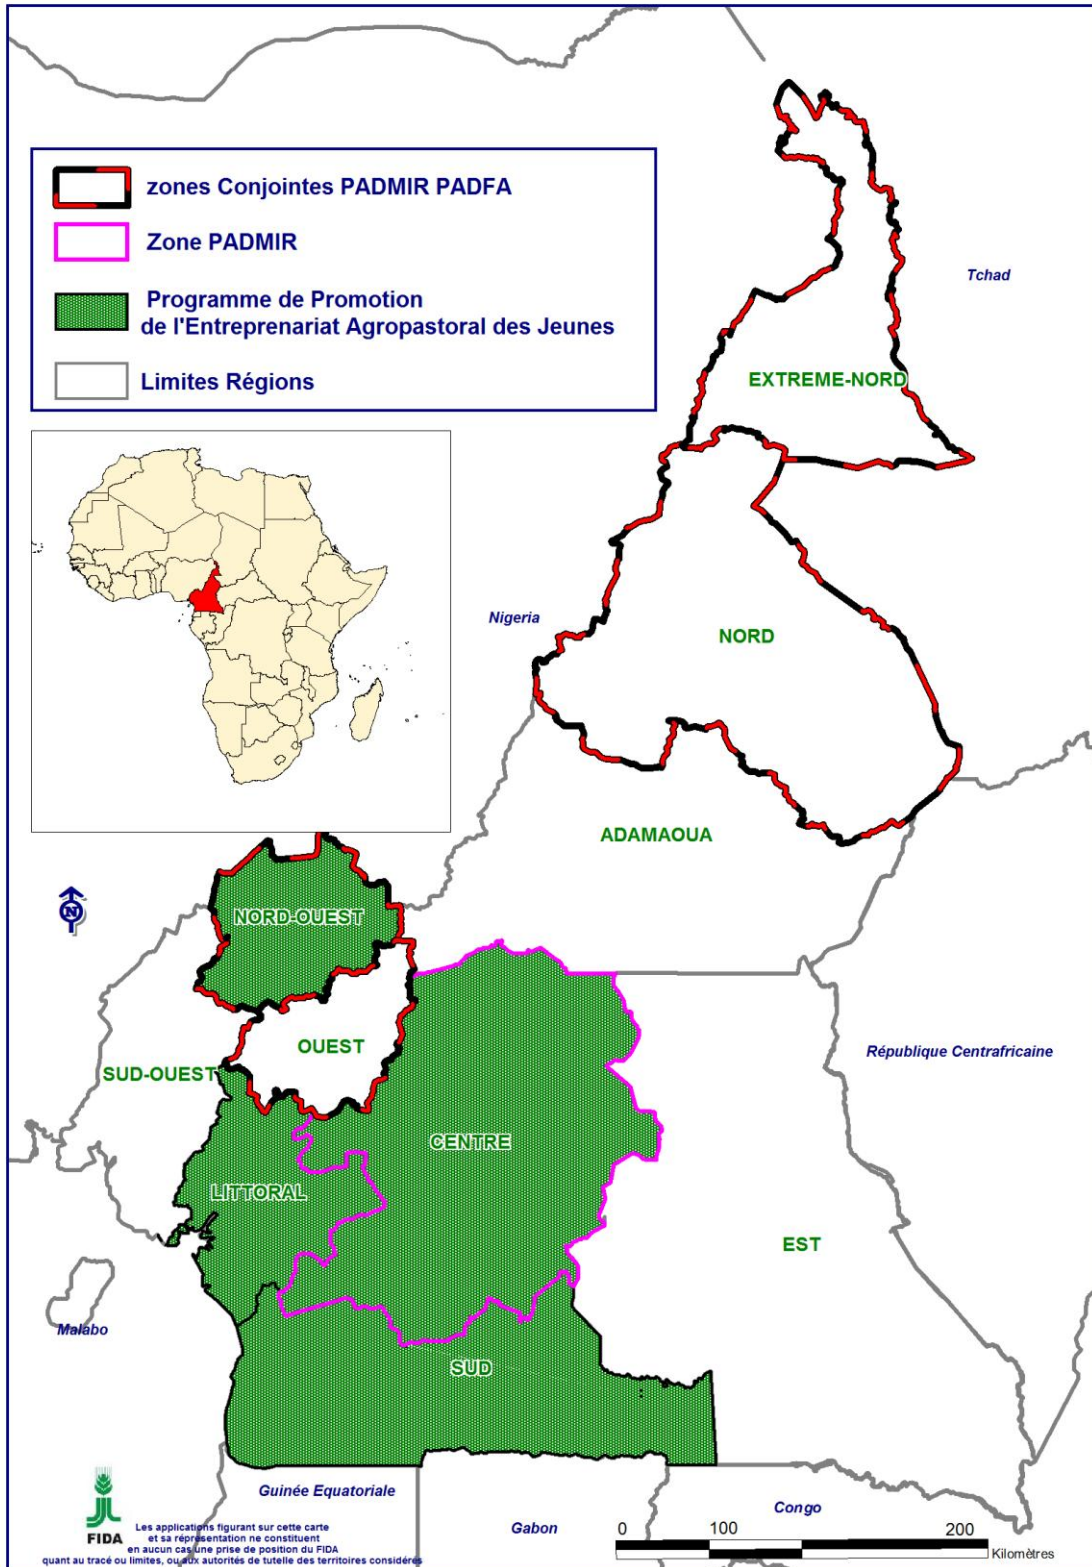 zones Conjointes PADMIR PADFA
Zone PADMIR
Programme de Promotion
de l'Entreprenariat Agropastoral des Jeunes
Limites Régions
Tchad
EXTREME-NORD
Nigeria
NORD
ADAMAOUA
N
NORD-OUEST
OUEST
SUD-OUEST
République Centrafricaine
CENTRE
LITTORAL
EST
Malabo
SUD
Guinée Equatoriale
Congo
Gabon
FIDA
Les applications figurant sur cette carte
et sa réprésentation ne constituent
en aucun cas une prise de position du FIDA
quant au tracé ou limites, ou aux autorités de tutelle des territoires considérés
0 100 200
Kilomètres